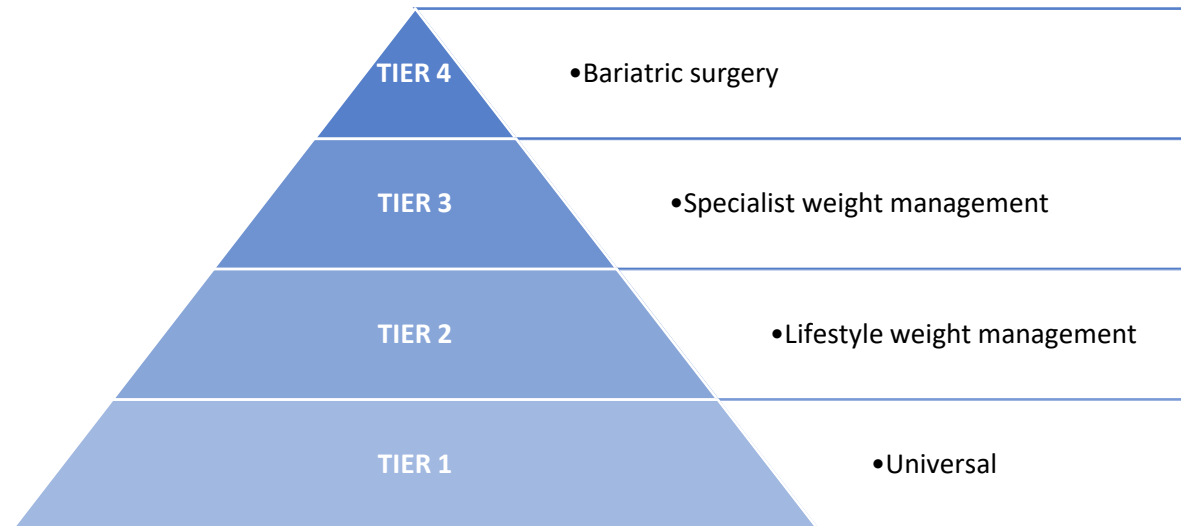 TIER 4
•Bariatric surgery
TIER 3
•Specialist weight management
TIER 2
•Lifestyle weight management
TIER 1
•Universal